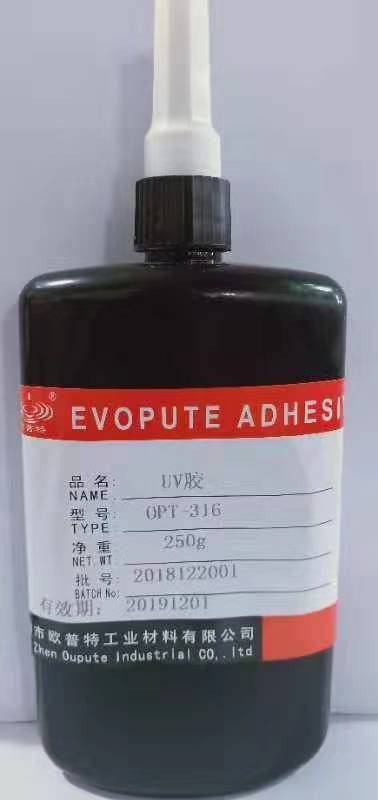 ®
EVOPUTE ADHESI
品 名: UV胶
NAME
型 号: OPT-316
TYPE
净 重 250g
NET.WT
批 号: 2018122001
BATCH No:
有效期: 20191201
市欧普特工业材料有限公司
Zhen Oupute Industrial CO,.ltd